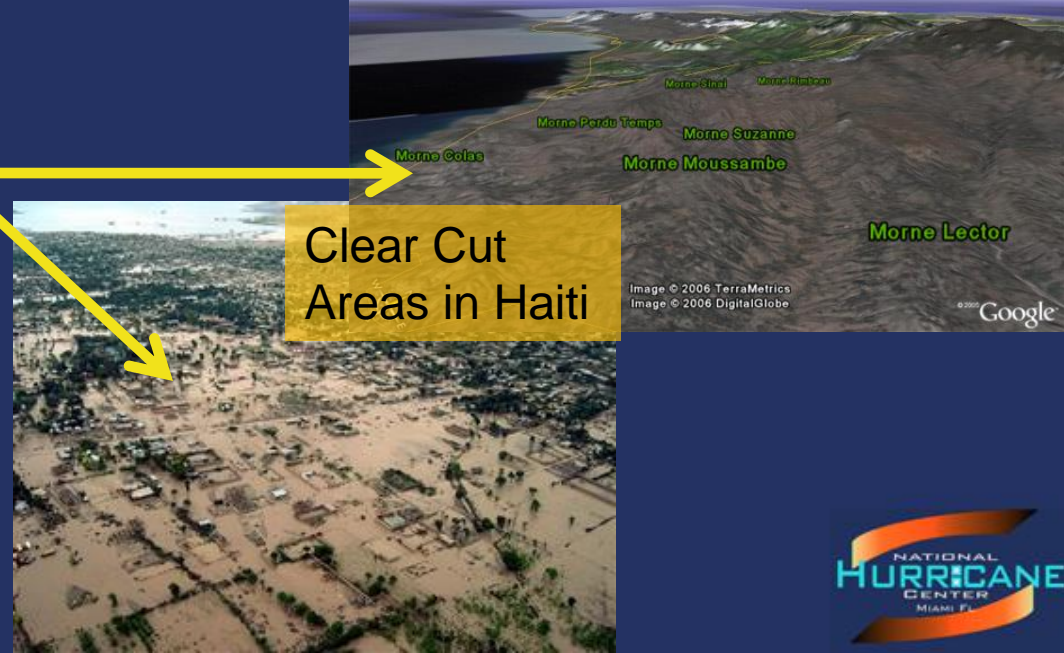 Morne Sinai
Morne Rimbeau
Morne Perdu Temps
Morne Suzanne
Morne Colas
Morne Moussambe
Morne Lector
Clear Cut
Areas in Haiti
Image © 2006 TerraMetrics
Image © 2006 DigitalGlobe
©2005 Google
NATIONAL
HURRICANE
CENTER
MIAMI FL